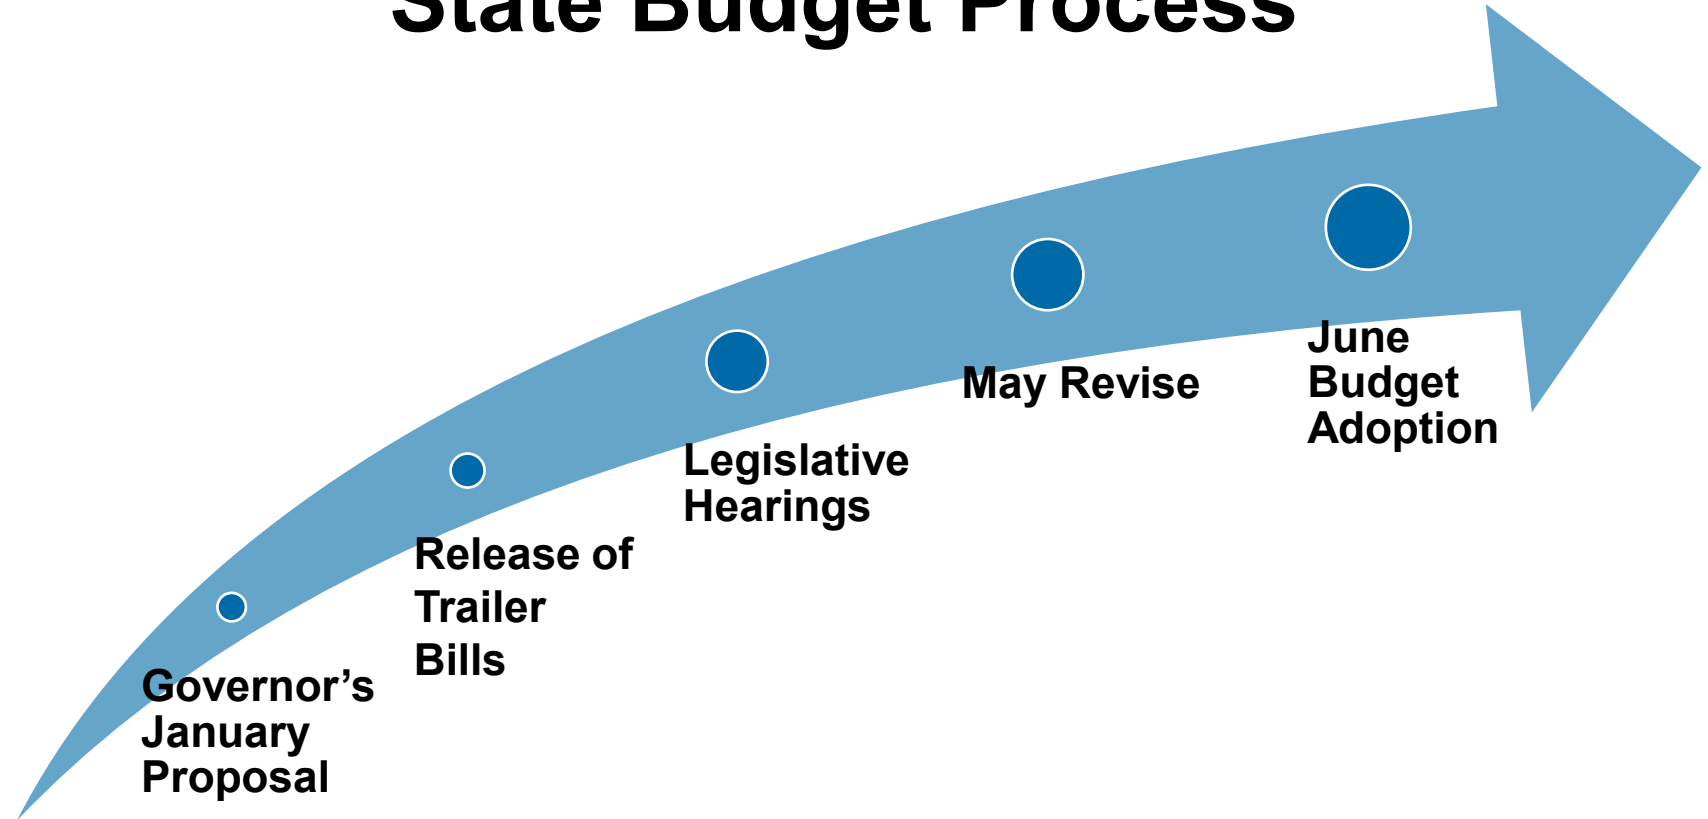 State Budget Process
Governor’s
January
Proposal
Release of
Trailer
Bills
Legislative
Hearings
May Revise
June
Budget
Adoption